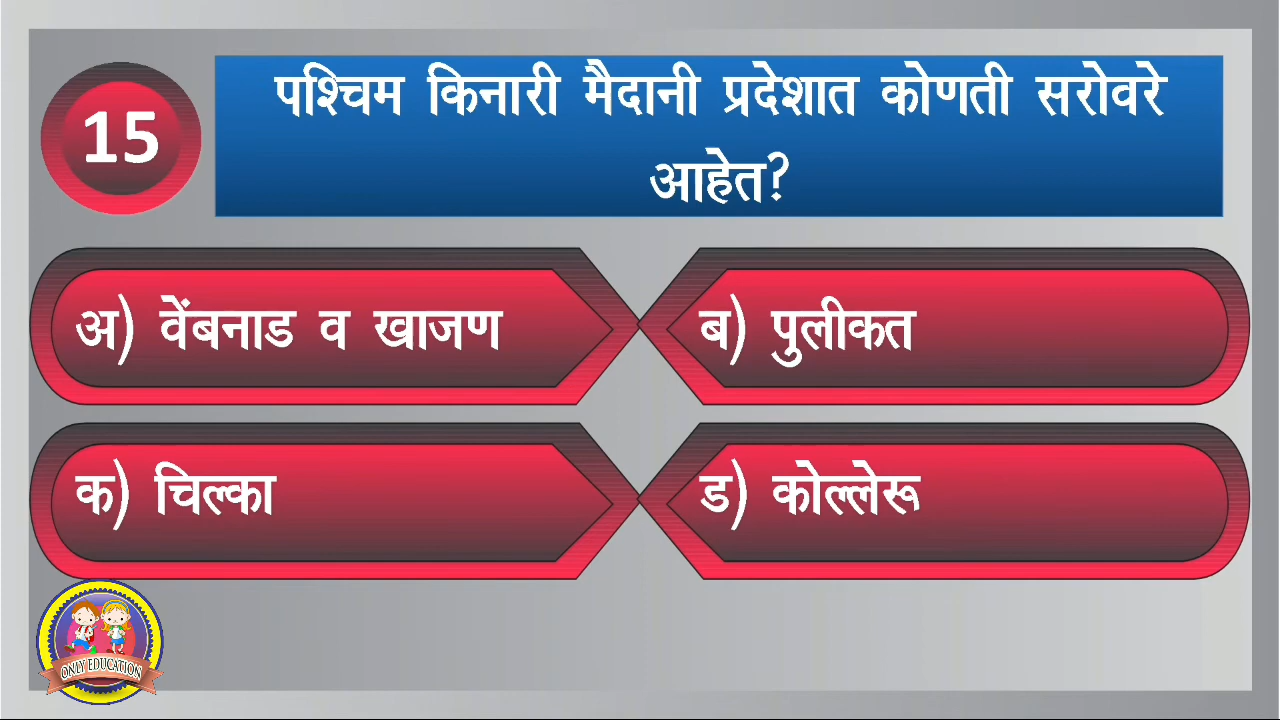 15
पश्चिम किनारी मैदानी प्रदेशात कोणती सरोवरे
आहेत?
अ) वेंबनाड व खाजण
ब) पुलीकत
क) चिल्का
ड) कोल्लेरू
ONLY EDUCATION